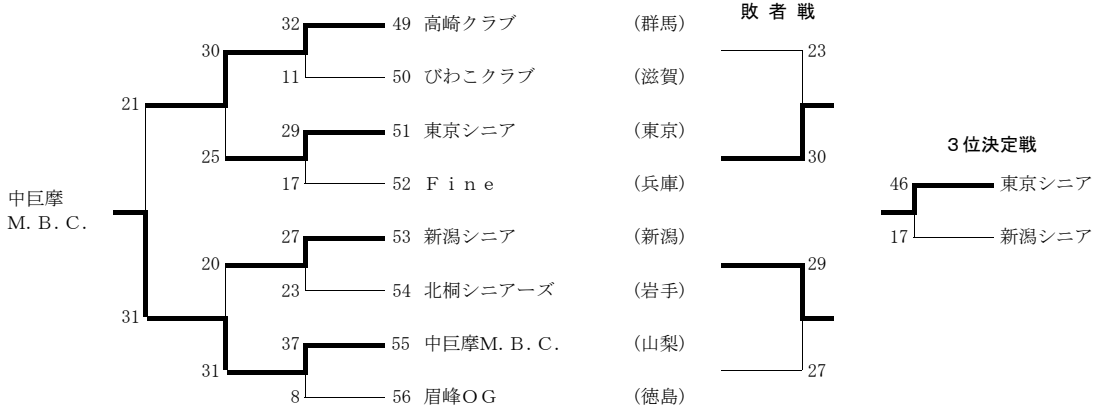 敗者戦
32 49 高崎クラブ (群馬)
30 23
11 50 びわこクラブ (滋賀)
21
29 51 東京シニア (東京)
25 30
3位決定戦
17 52 Ｆｉｎｅ (兵庫)
46 東京シニア
中巨摩
M.B.C.
27 53 新潟シニア (新潟)
17 新潟シニア
20 29
23 54 北桐シニアーズ (岩手)
31
37 55 中巨摩M.B.C. (山梨)
31 27
8 56 眉峰OG (徳島)